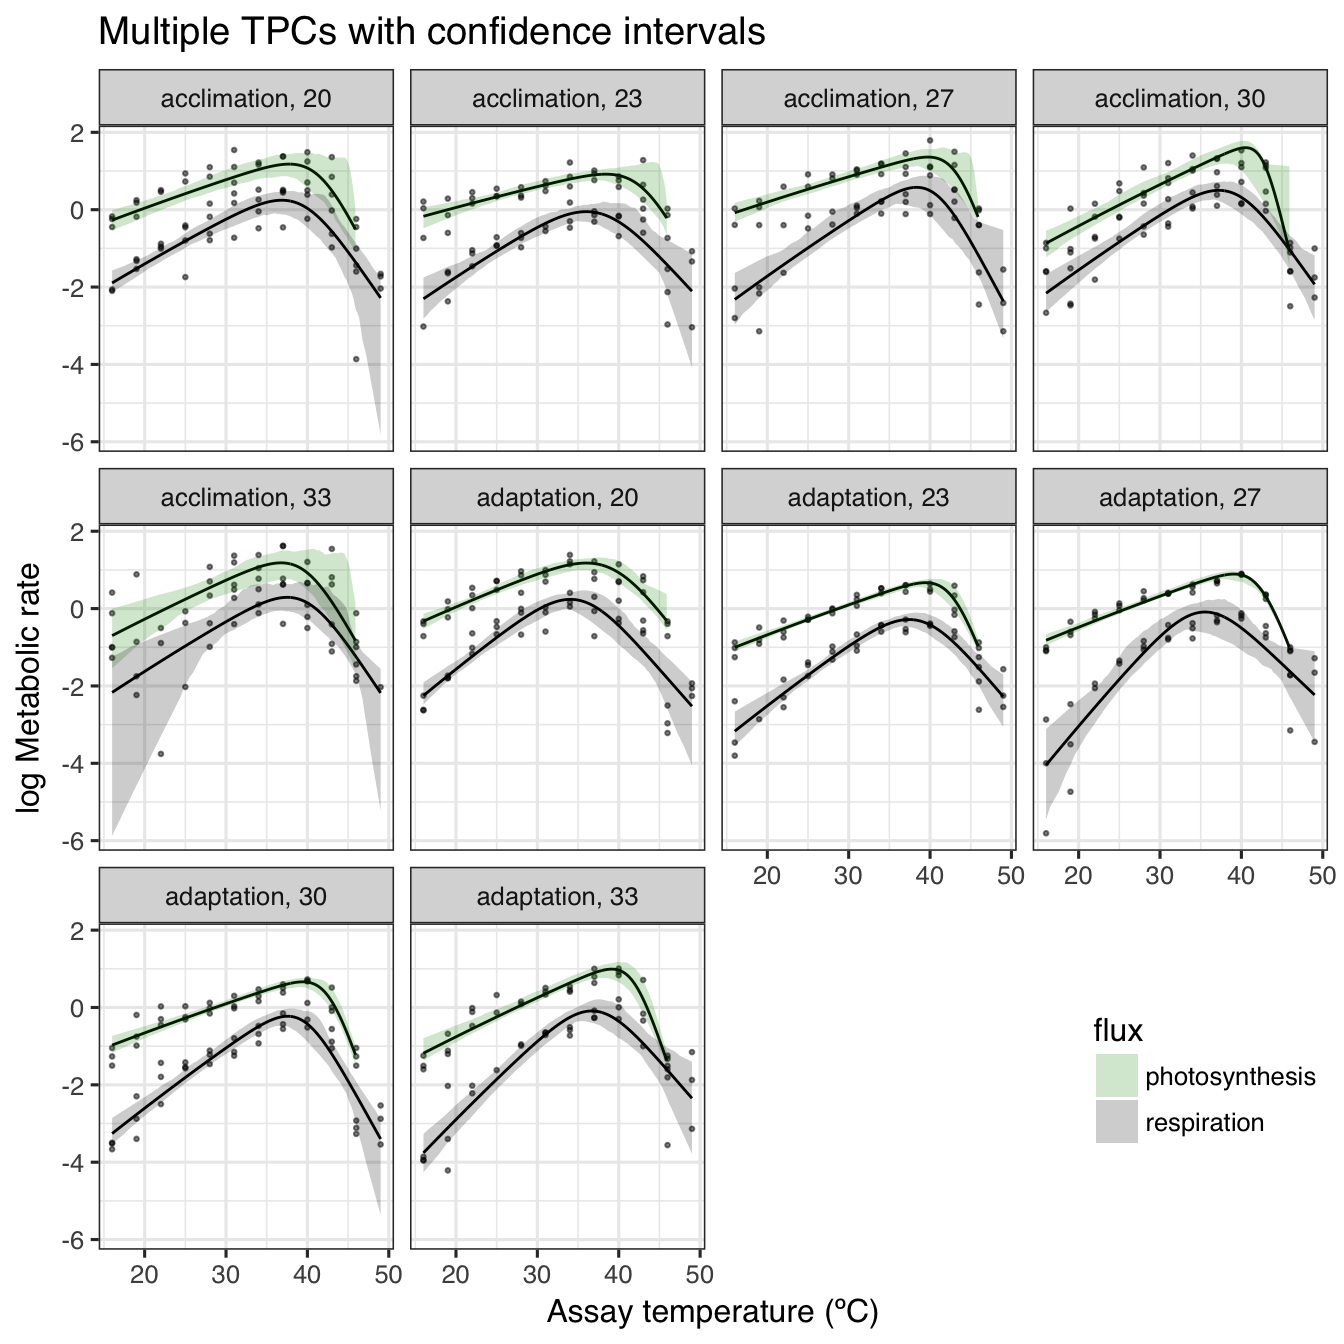 Multiple TPCs with confidence intervals
acclimation, 20
acclimation, 23
acclimation, 27
acclimation, 30
2
0
-2
-4
-6
acclimation, 33
adaptation, 20
adaptation, 23
adaptation, 27
2
0
-2
-4
-6
20 30 40 50
20 30 40 50
adaptation, 30
adaptation, 33
2
0
-2
-4
-6
20 30 40 50
20 30 40 50
log Metabolic rate
Assay temperature (ºC)
flux
photosynthesis
respiration